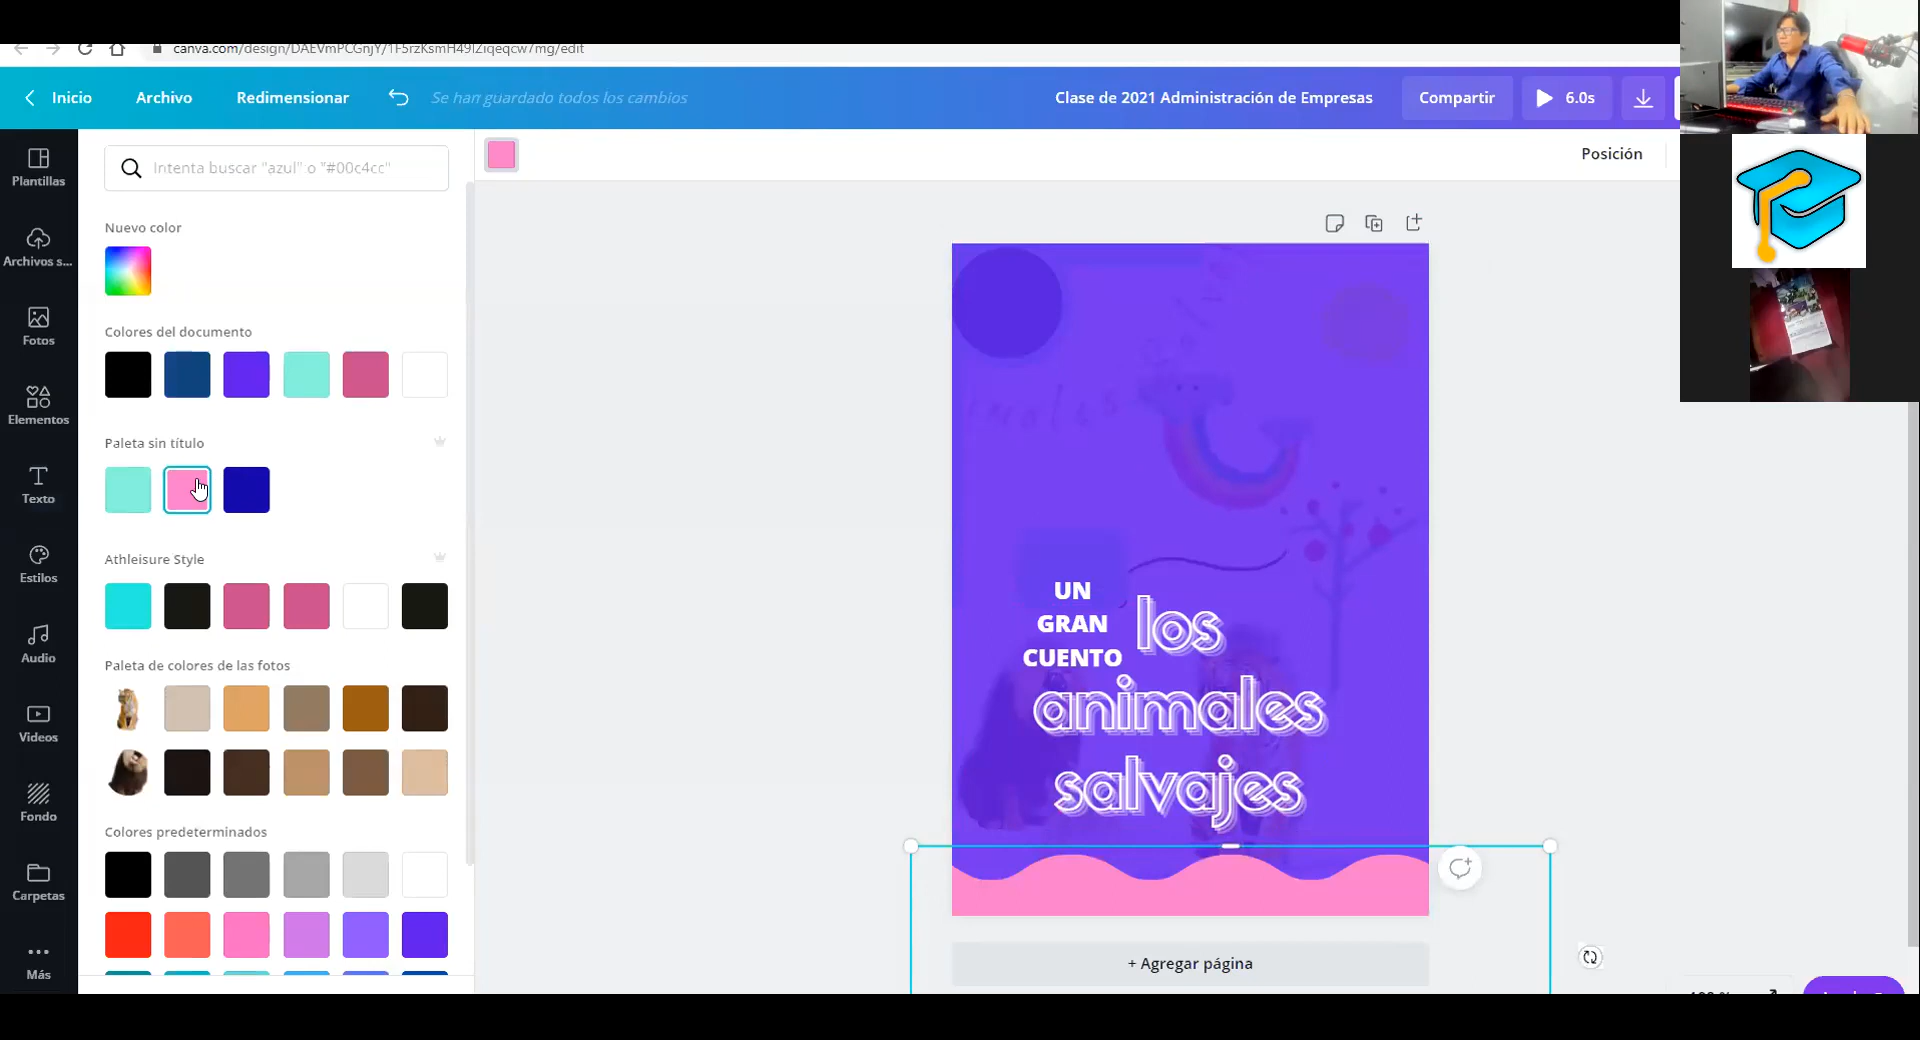 canva.com/design/DAEVmPCGnjY/1F5rzKsmH49lZiqeqcw7mg/edit
Inicio
Archivo
Redimensionar
Se han guardado todos los cambios
Clase de 2021 Administración de Empresas
Compartir
6.0s
Plantillas
Archivos s...
Fotos
Elementos
Texto
Estilos
Audio
Videos
Fondo
Carpetas
Más
Intenta buscar "azul" o "#00c4cc"
Nuevo color
Colores del documento
Paleta sin título
Athleisure Style
Paleta de colores de las fotos
Colores predeterminados
Posición
UN
GRAN
CUENTO
los
animales
salvajes
+ Agregar página